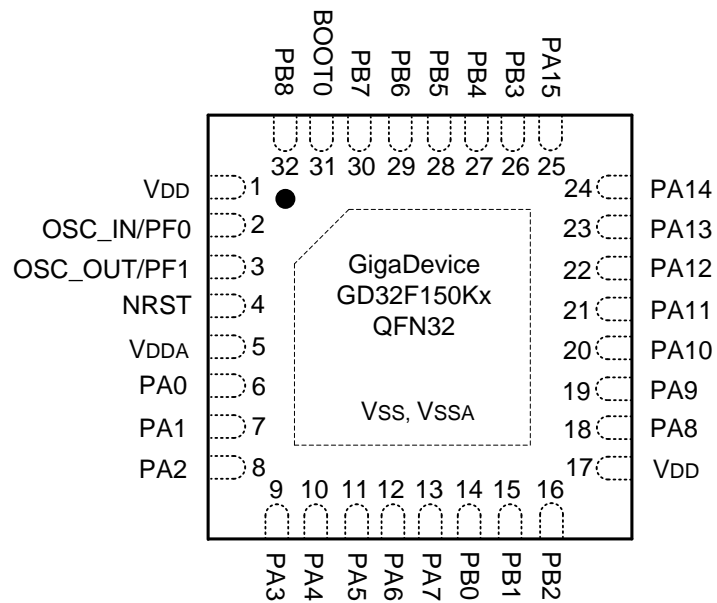 PB8 BOOT0 PB7 PB6 PB5 PB4 PB3 PA15
32 31 30 29 28 27 26 25
VDD 1
OSC_IN/PF0 2
OSC_OUT/PF1 3
NRST 4
VDDA 5
PA0 6
PA1 7
PA2 8
GigaDevice
GD32F150Kx
QFN32
VSS, VSSA
24 PA14
23 PA13
22 PA12
21 PA11
20 PA10
19 PA9
18 PA8
17 VDD
9 10 11 12 13 14 15 16
PA3 PA4 PA5 PA6 PA7 PB0 PB1 PB2